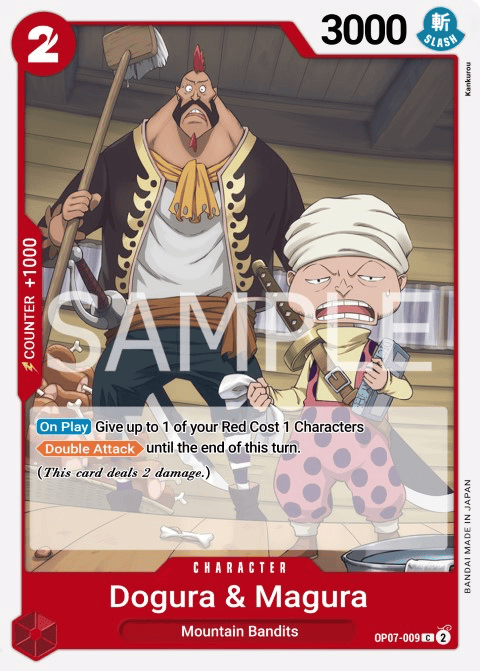 2
3000
斬
SLASH
Kankurou
COUNTER +1000
SAMPLE
On Play Give up to 1 of your Red Cost 1 Characters
Double Attack until the end of this turn.
(This card deals 2 damage.)
BANDAI MADE IN JAPAN
CHARACTER
Dogura & Magura
Mountain Bandits
OP07-009 C 2